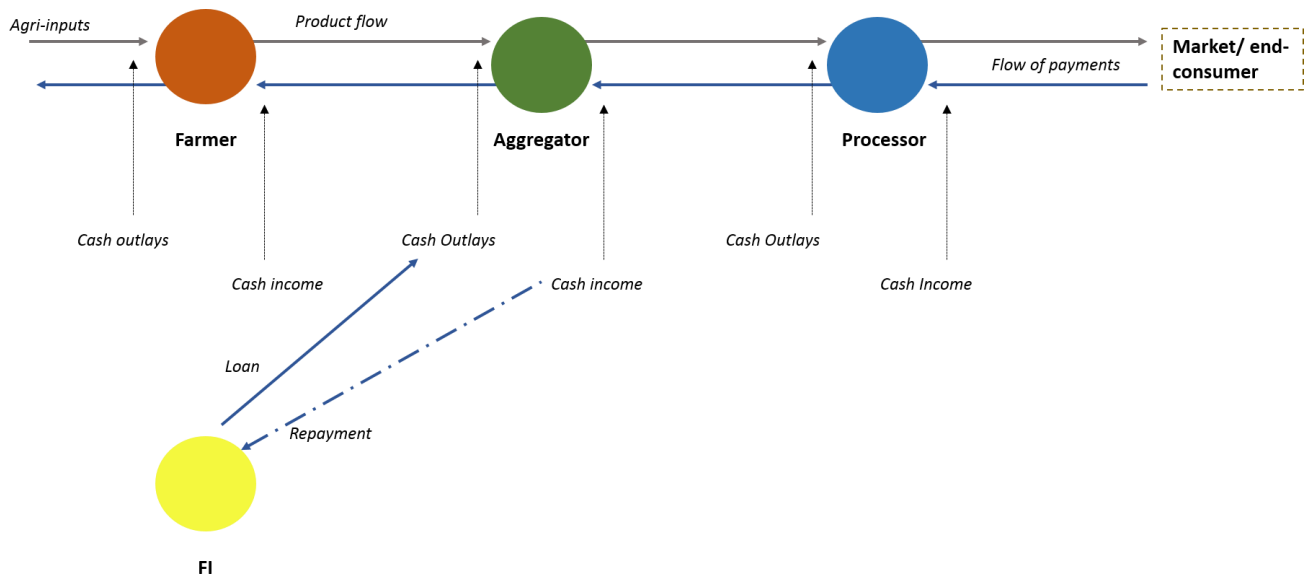 Agri-inputs
Product flow
Market/ end-
consumer
Flow of payments
Farmer
Aggregator
Processor
Cash outlays
Cash Outlays
Cash Outlays
Cash income
Cash income
Cash Income
Loan
Repayment
FI